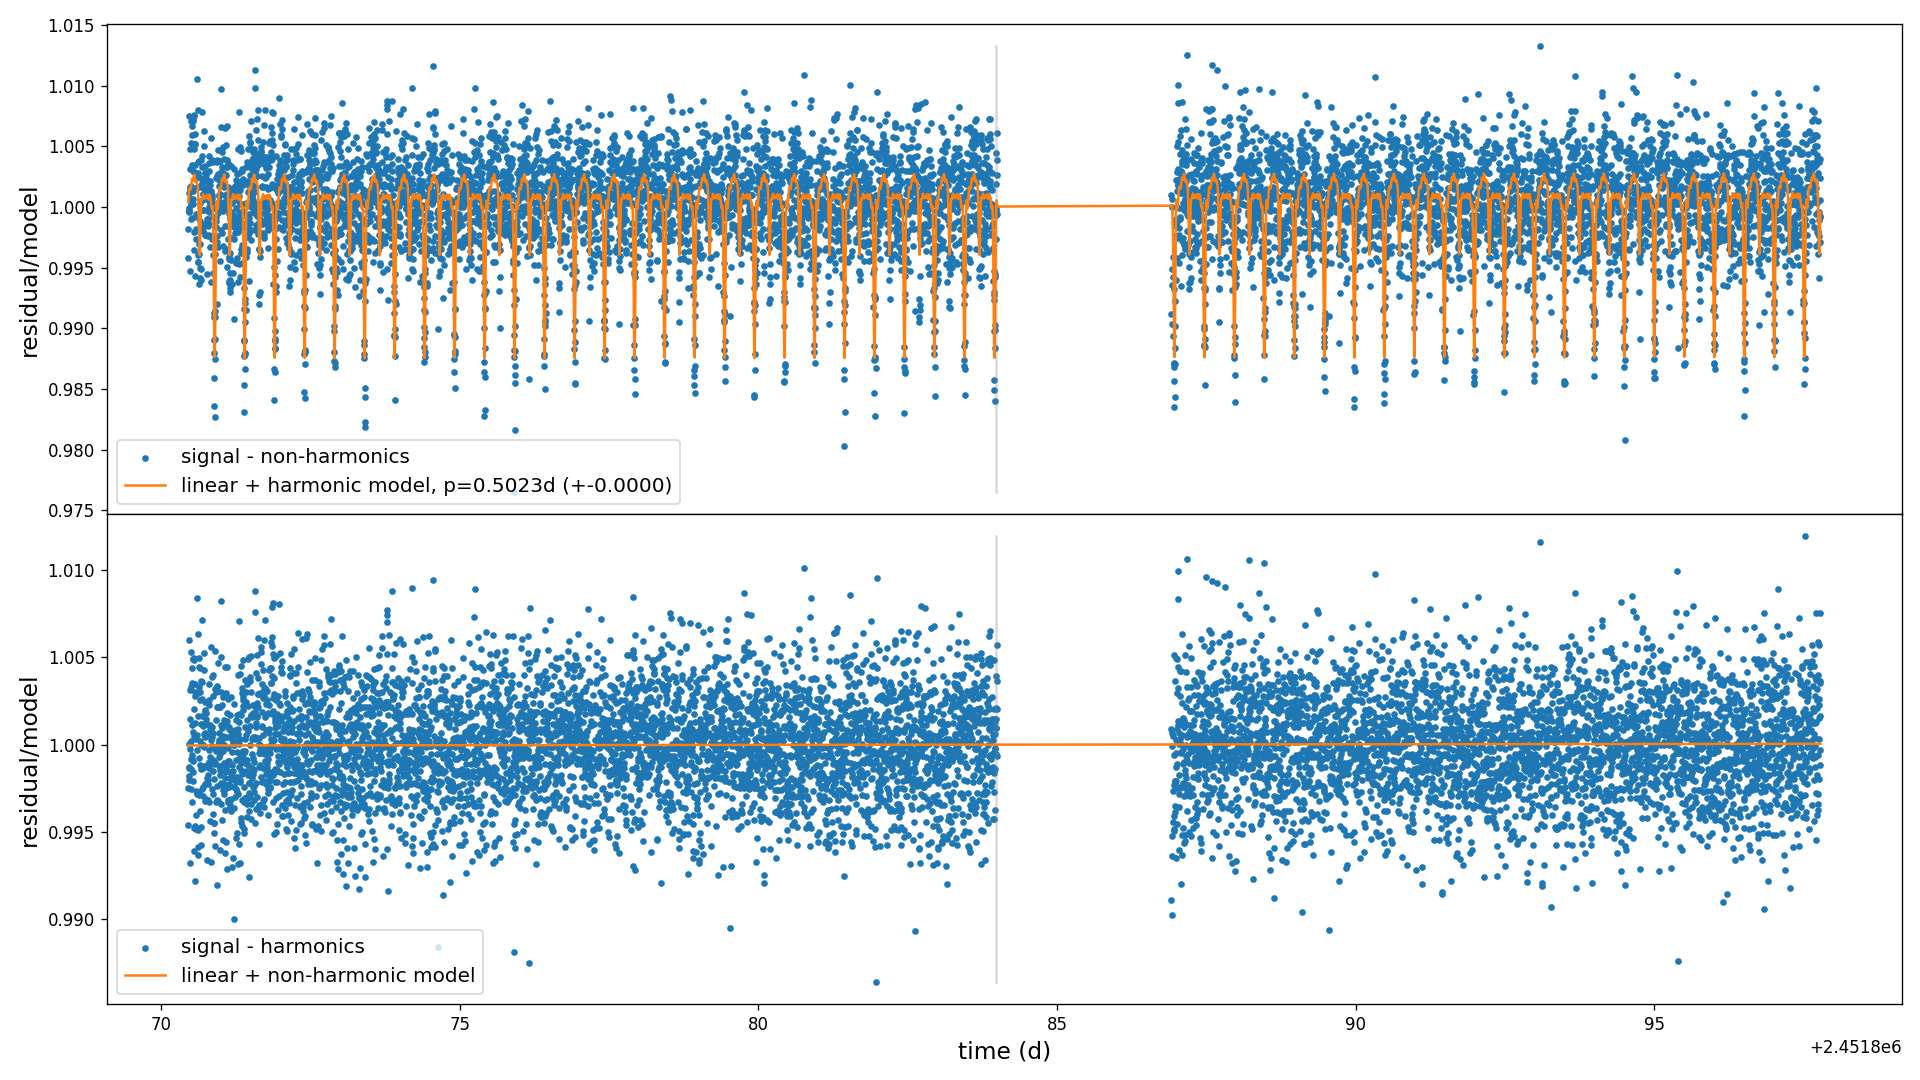 1.015
1.010
1.005
1.000
0.995
0.990
0.985
0.980
0.975
residual/model
signal - non-harmonics
linear + harmonic model, p=0.5023d (+-0.0000)
1.010
1.005
1.000
0.995
0.990
residual/model
signal - harmonics
linear + non-harmonic model
70 75 80 85 90 95
time (d)
+2.4518e6